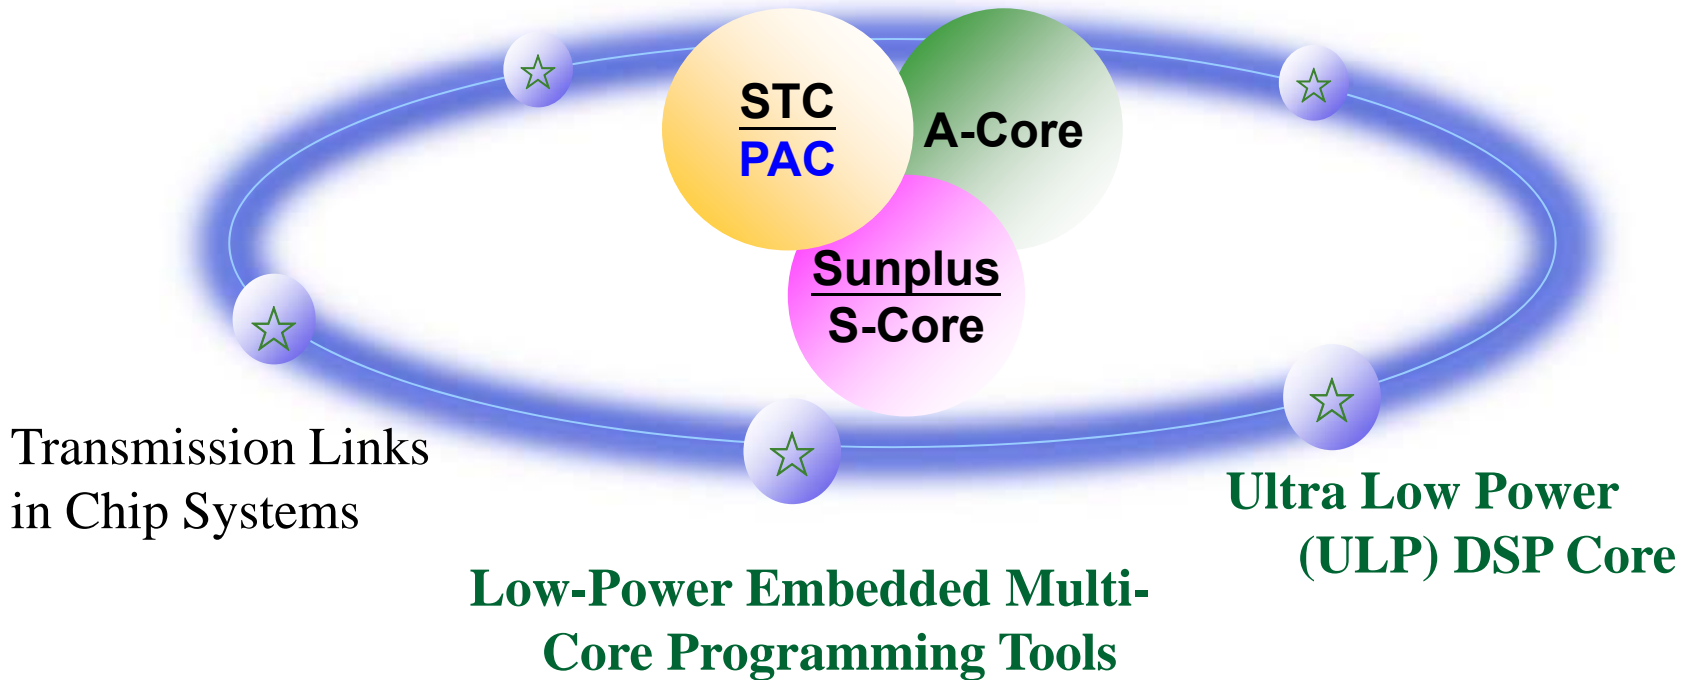 STC
PAC
A-Core
Sunplus
S-Core
Transmission Links
in Chip Systems
Ultra Low Power
(ULP) DSP Core
Low-Power Embedded Multi-
Core Programming Tools